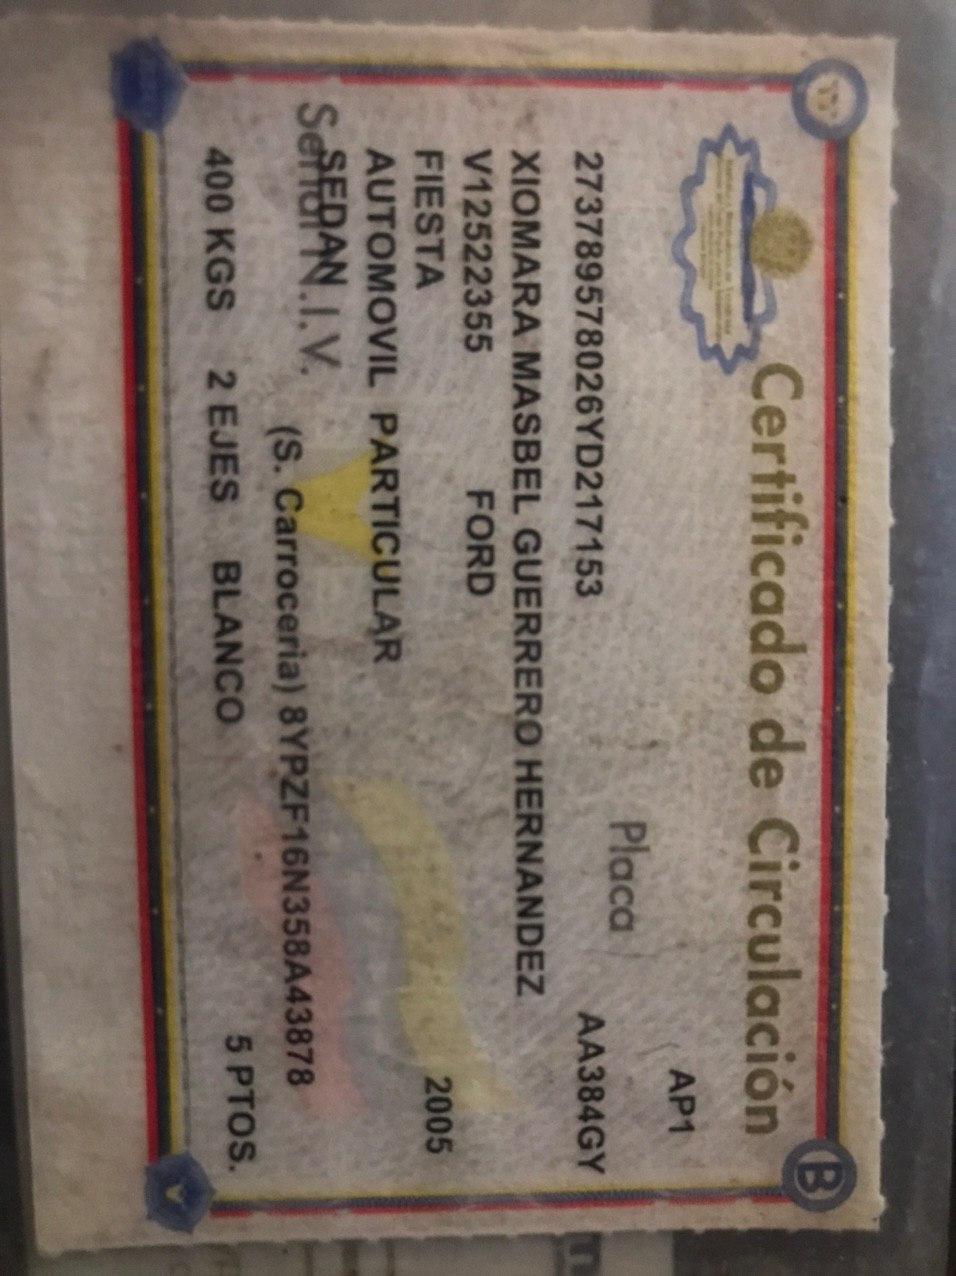 B
Certificado de Circulación
AP1
Placa
273789578026YD217153 AA384GY
XIOMARA MASBEL GUERRERO HERNANDEZ
V12522355 FORD
FIESTA 2005
AUTOMOVIL PARTICULAR
SEDAN
Serial N.I.V.
(S. Carroceria) 8YPZF16N358A43878
400 KGS 2 EJES BLANCO 5 PTOS.